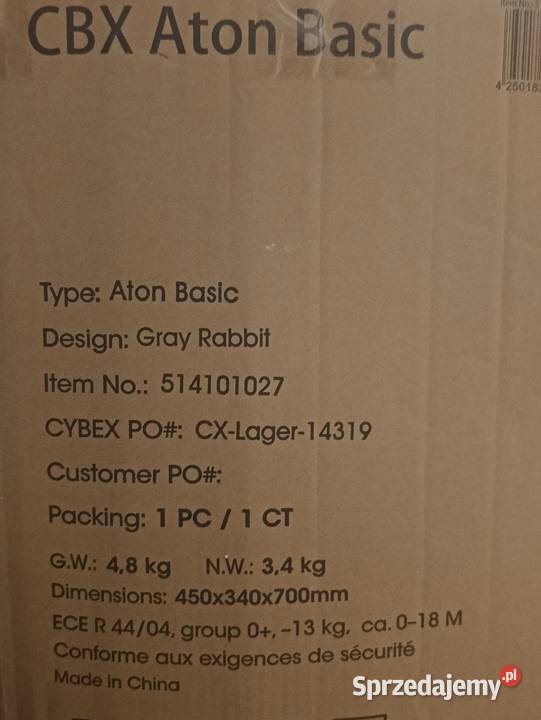 CBX Aton Basic
Type: Aton Basic
Design: Gray Rabbit
Item No.: 514101027
CYBEX PO#: CX-Lager-14319
Customer PO#:
Packing: 1 PC / 1 CT
G.W.: 4,8 kg N.W.: 3,4 kg
Dimensions: 450x340x700mm
ECE R 44/04, group 0+, –13 kg, ca. 0-18 M
Conforme aux exigences de sécurité
Made in China
Sprzedajemy.pl